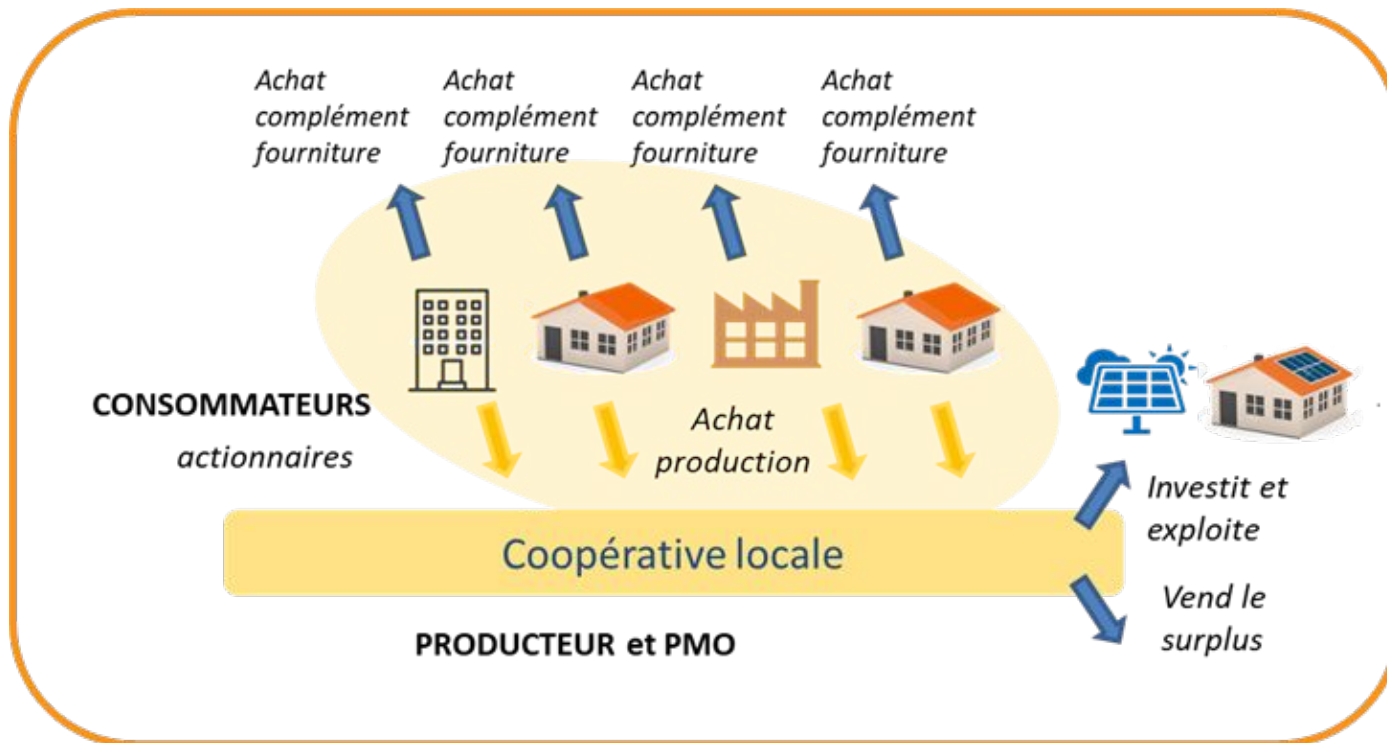 Achat
complément
fourniture
Achat
complément
fourniture
Achat
complément
fourniture
Achat
complément
fourniture
CONSOMMATEURS
actionnaires
Achat
production
Investit et
exploite
Coopérative locale
Vend le
surplus
PRODUCTEUR et PMO